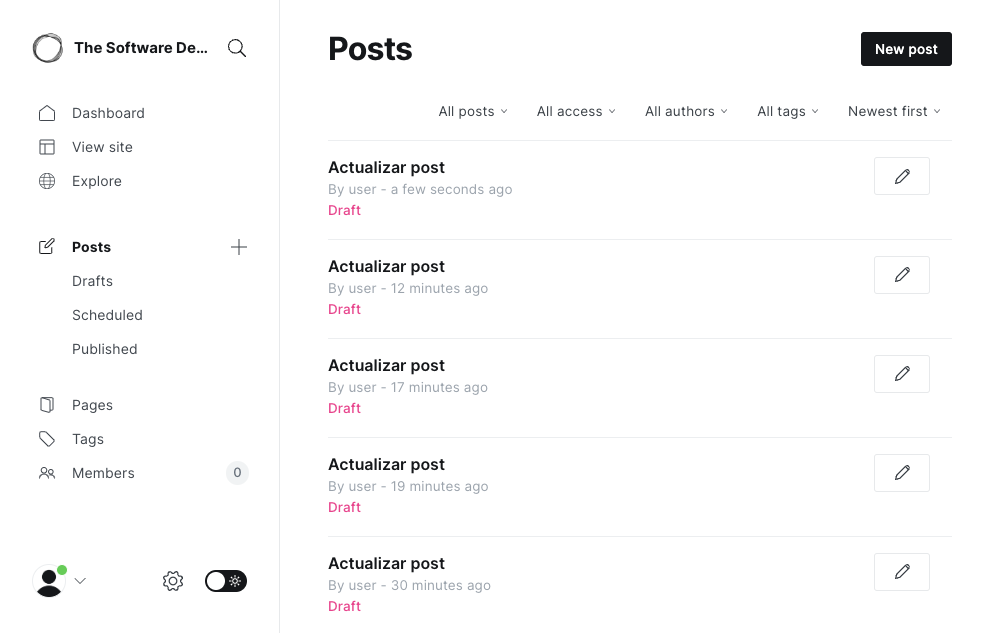 The Software De...
Dashboard
View site
Explore
Posts
Drafts
Scheduled
Published
Pages
Tags
Members 0
Posts
New post
All posts All access All authors All tags Newest first
Actualizar post
By user - a few seconds ago
Draft
Actualizar post
By user - 12 minutes ago
Draft
Actualizar post
By user - 17 minutes ago
Draft
Actualizar post
By user - 19 minutes ago
Draft
Actualizar post
By user - 30 minutes ago
Draft